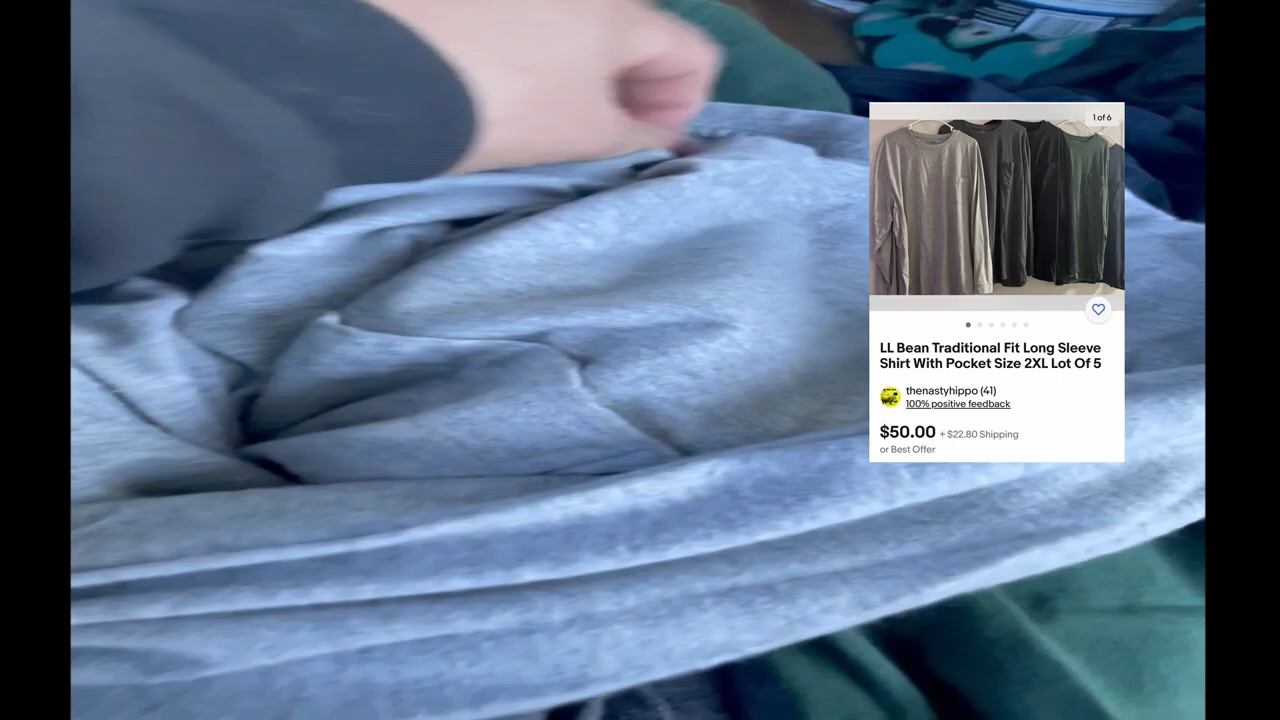 1 of 6
LL Bean Traditional Fit Long Sleeve
Shirt With Pocket Size 2XL Lot Of 5
thenastyhippo (41)
100% positive feedback
$50.00 + $22.80 Shipping
or Best Offer